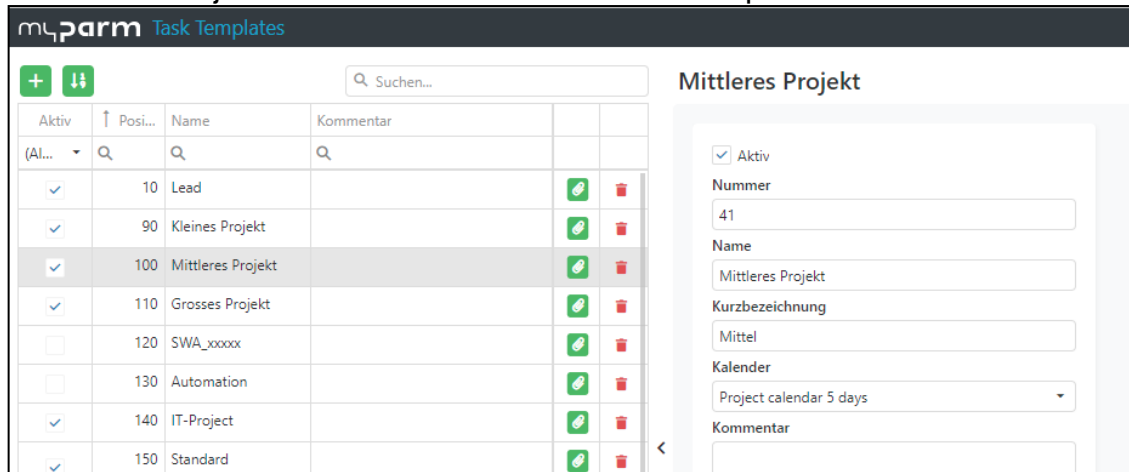 myparm Task Templates
Suchen...
Aktiv Posi... Name Kommentar
(Al...
10 Lead
90 Kleines Projekt
100 Mittleres Projekt
110 Grosses Projekt
120 SWA_xxxxx
130 Automation
140 IT-Project
150 Standard
Mittleres Projekt
Aktiv
Nummer
41
Name
Mittleres Projekt
Kurzbezeichnung
Mittel
Kalender
Project calendar 5 days
Kommentar